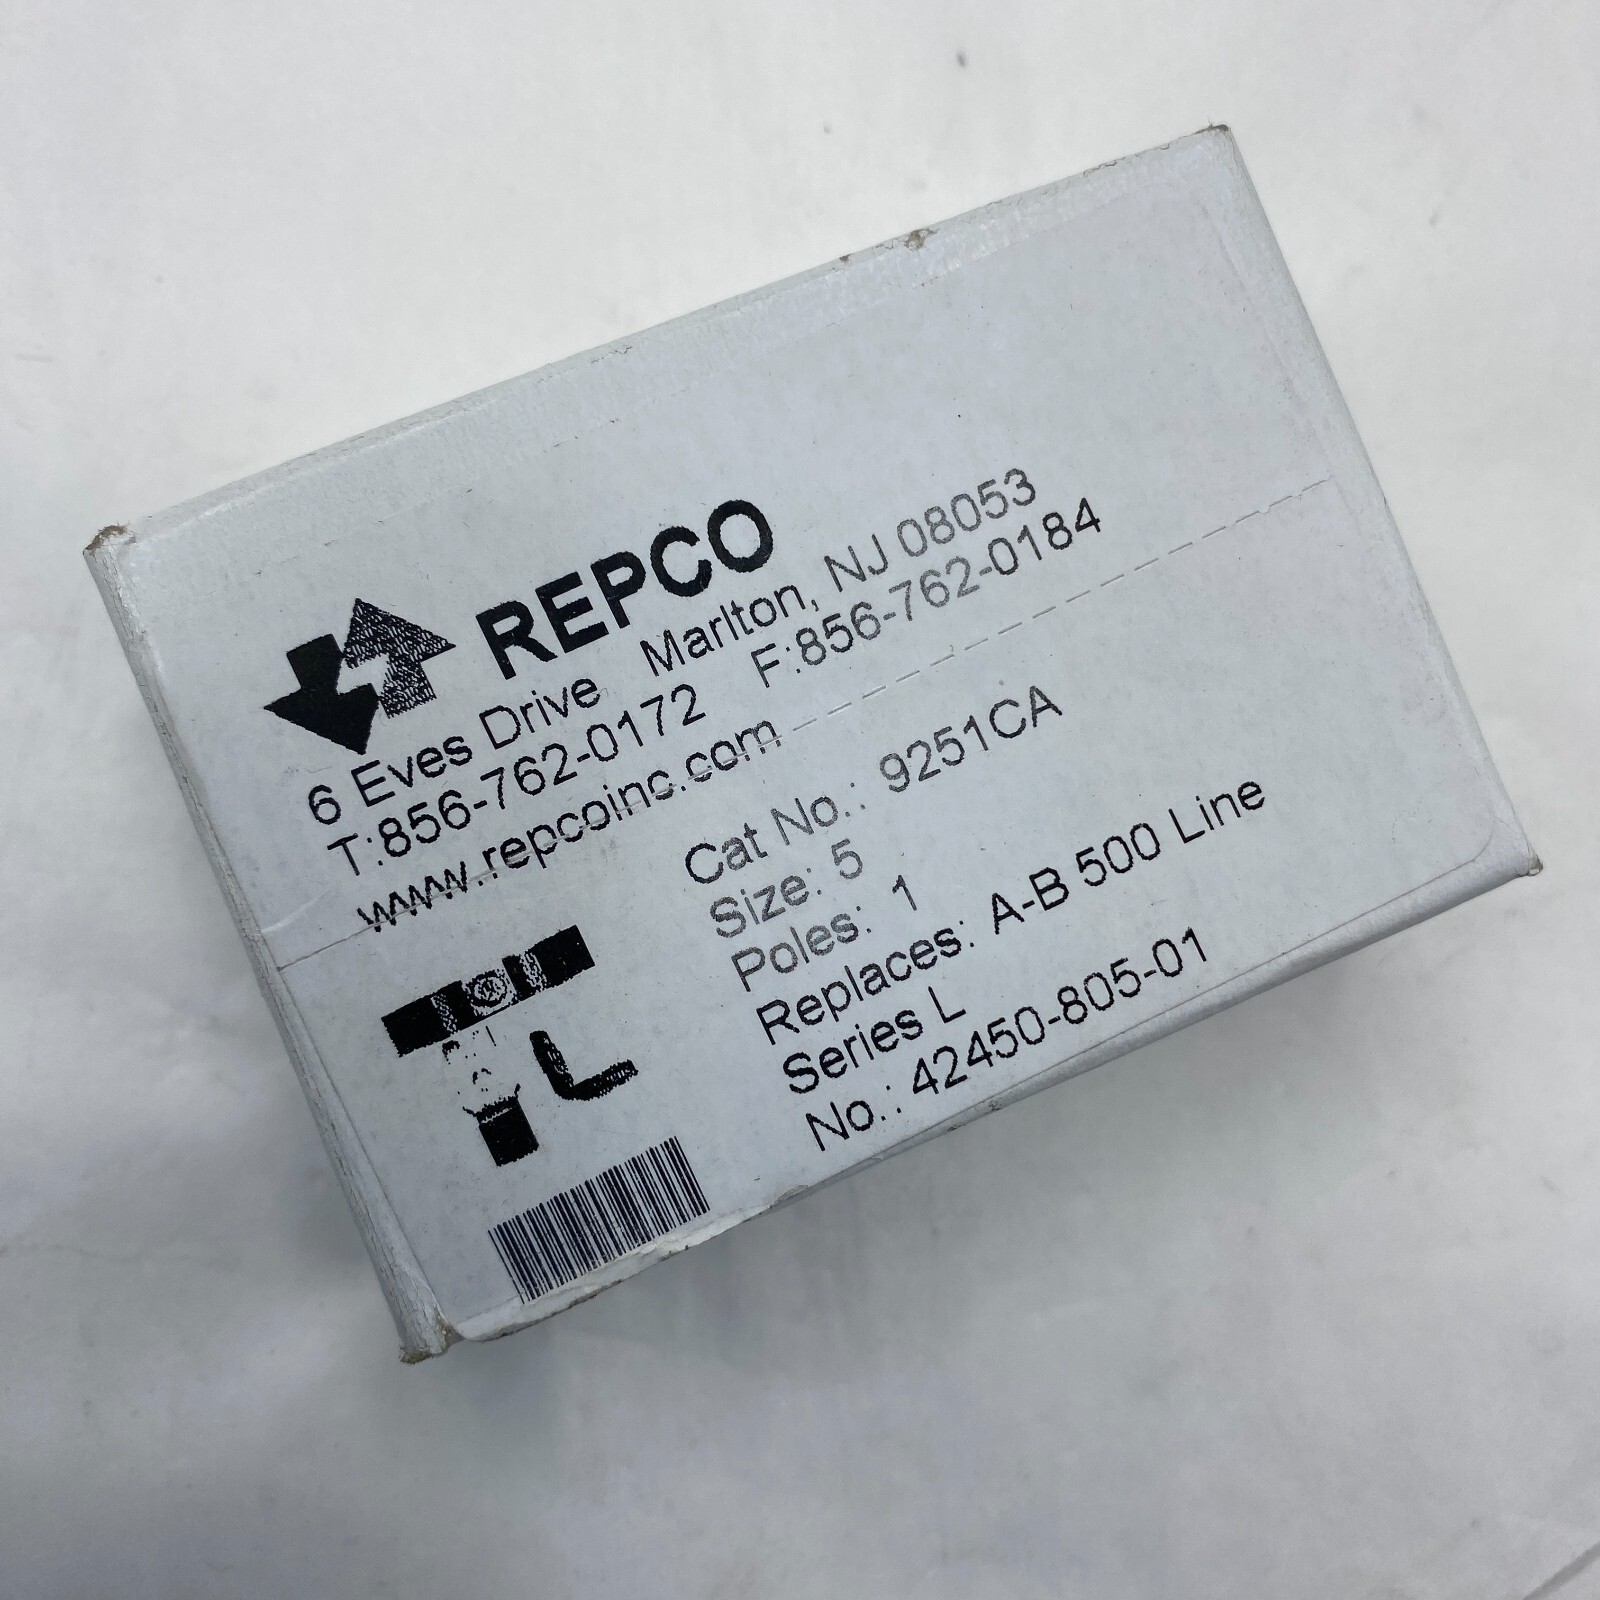 REPCO
6 Eves Drive Marlton, NJ 08053
T:856-762-0172 F:856-762-0184
www.repcoinc.com
Cat No.: 9251CA
Size: 5
Poles: 1
Replaces: A-B 500 Line
Series L
No.: 42450-805-01